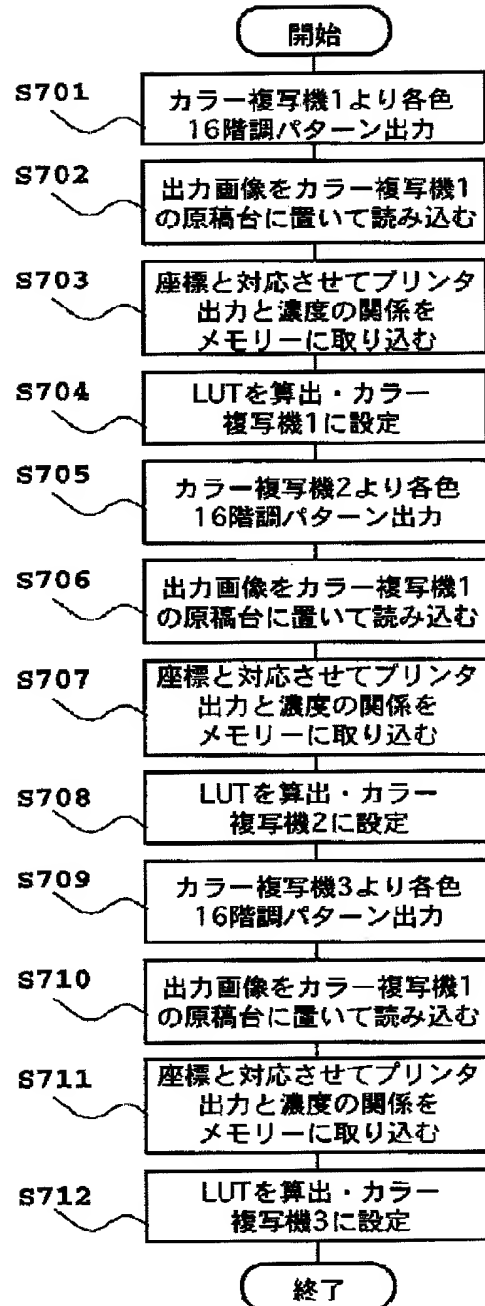 開始
S701
カラー複写機1より各色
16階調パターン出力
S702
出力画像をカラー複写機1
の原稿台に置いて読み込む
S703
座標と対応させてプリンタ
出力と濃度の関係を
メモリーに取り込む
S704
LUTを算出・カラー
複写機1に設定
S705
カラー複写機2より各色
16階調パターン出力
S706
出力画像をカラー複写機1
の原稿台に置いて読み込む
S707
座標と対応させてプリンタ
出力と濃度の関係を
メモリーに取り込む
S708
LUTを算出・カラー
複写機2に設定
S709
カラー複写機3より各色
16階調パターン出力
S710
出力画像をカラー複写機1
の原稿台に置いて読み込む
S711
座標と対応させてプリンタ
出力と濃度の関係を
メモリーに取り込む
S712
LUTを算出・カラー
複写機3に設定
終了